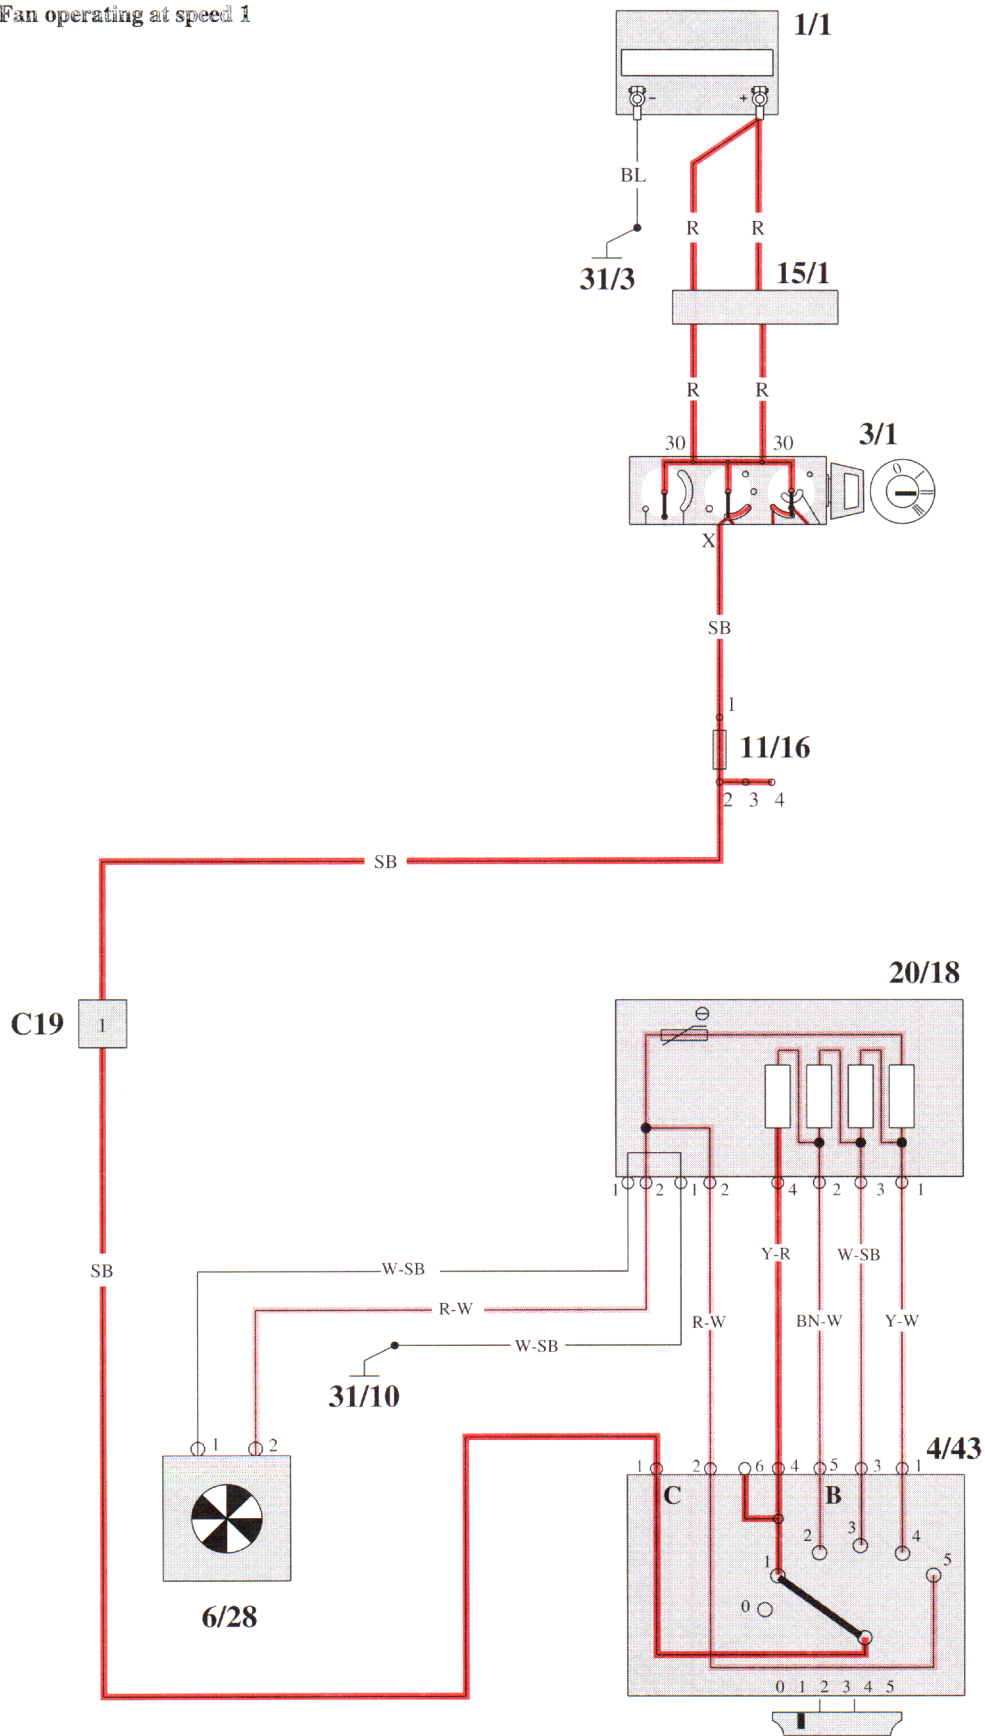 Fan operating at speed 1
1/1
- +
BL
R R
31/3
15/1
R R
30 30
3/1
0
X
SB
1
11/16
2 3 4
SB
20/18
C19
1
1 2 1 2 4 2 3 1
SB
W-SB
Y-R
W-SB
R-W
R-W
BN-W
Y-W
W-SB
31/10
1 2
4/43
1 2 6 4 5 3 1
C B
2 3 4
1 5
0
6/28
0 1 2 3 4 5